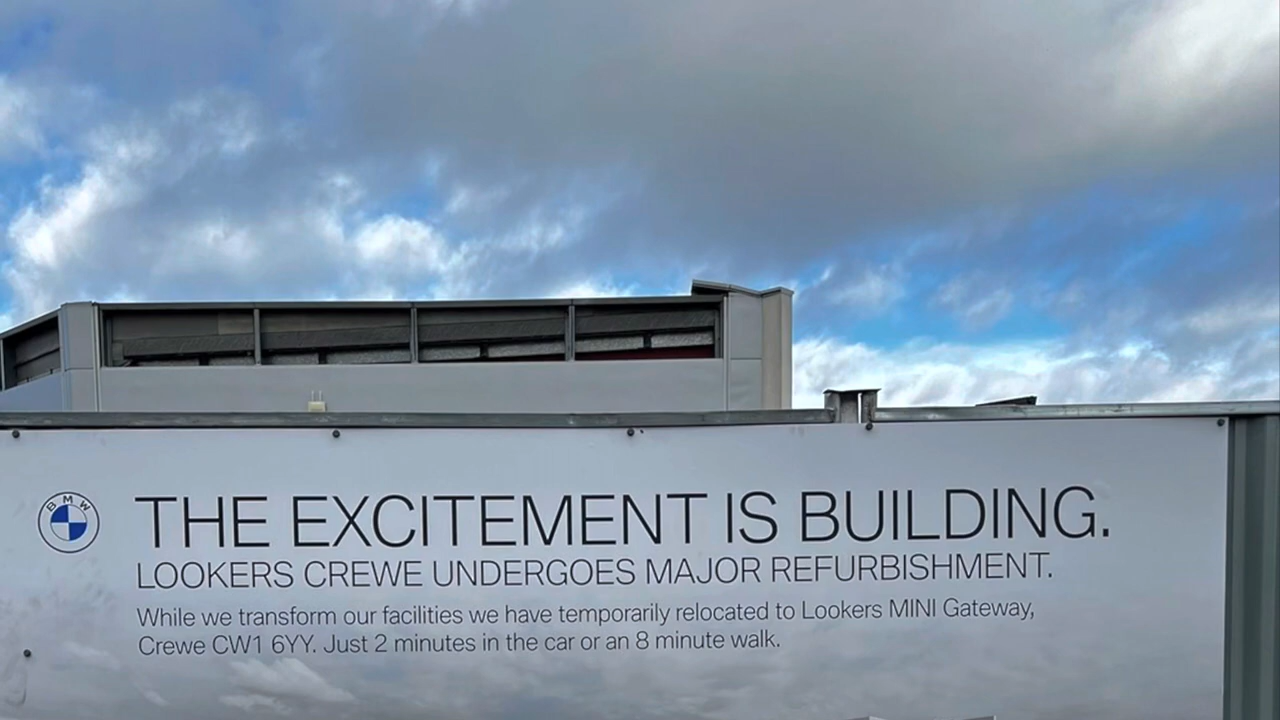 BMW
THE EXCITEMENT IS BUILDING.
LOOKERS CREWE UNDERGOES MAJOR REFURBISHMENT.
While we transform our facilities we have temporarily relocated to Lookers MINI Gateway,
Crewe CW1 6YY. Just 2 minutes in the car or an 8 minute walk.